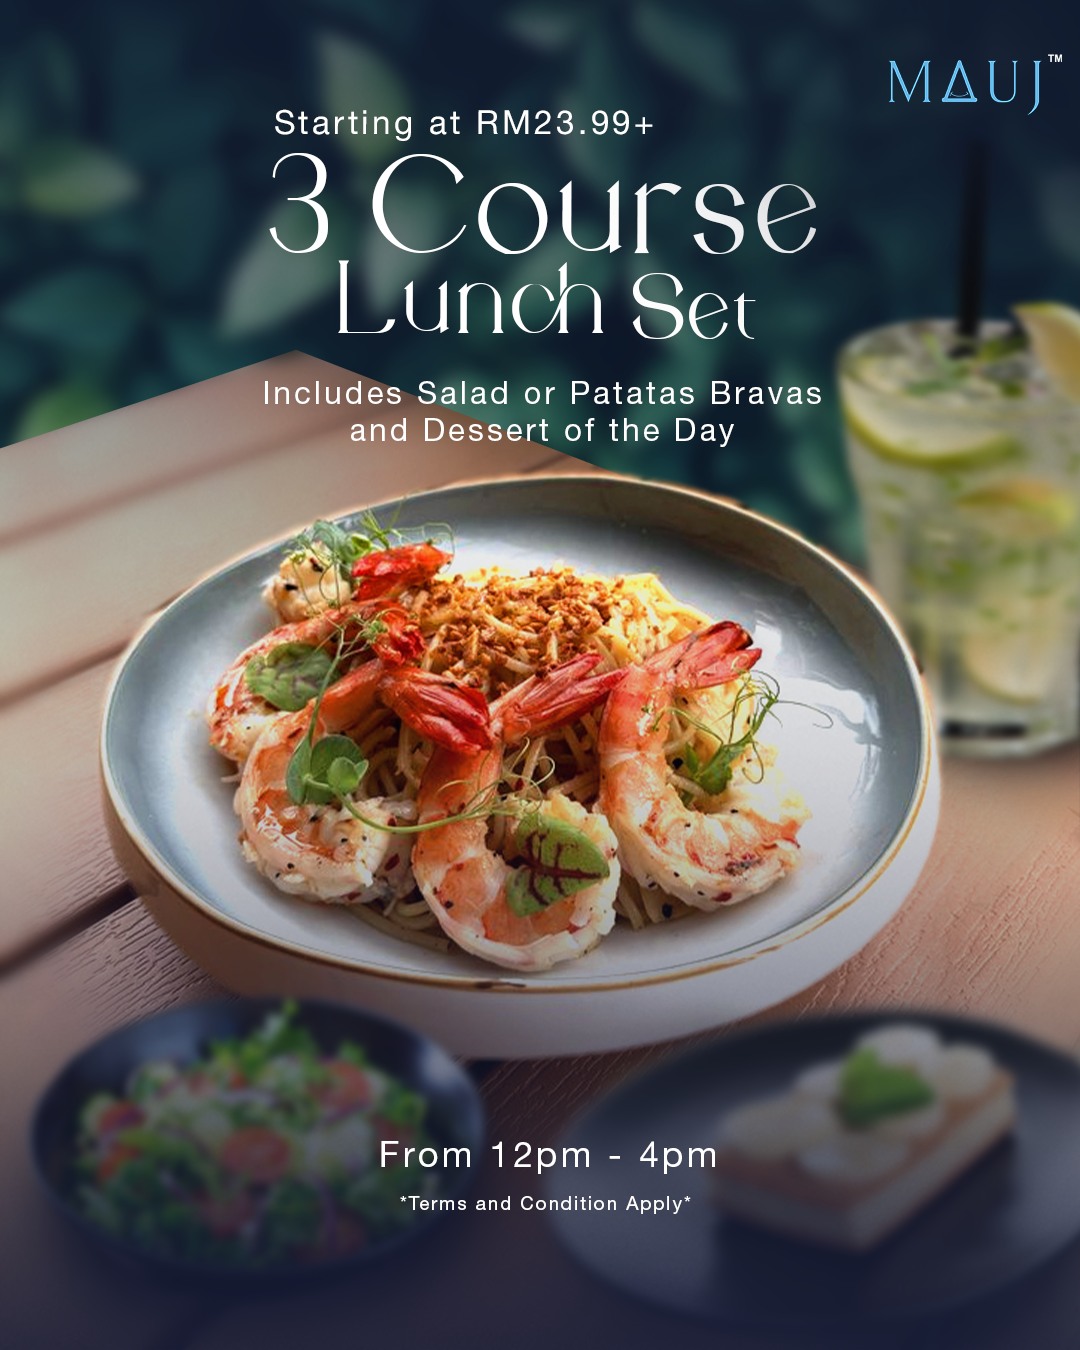 MAUJ™
Starting at RM23.99+
3 Course
Lunch Set
Includes Salad or Patatas Bravas
and Dessert of the Day
From 12pm - 4pm
*Terms and Condition Apply*